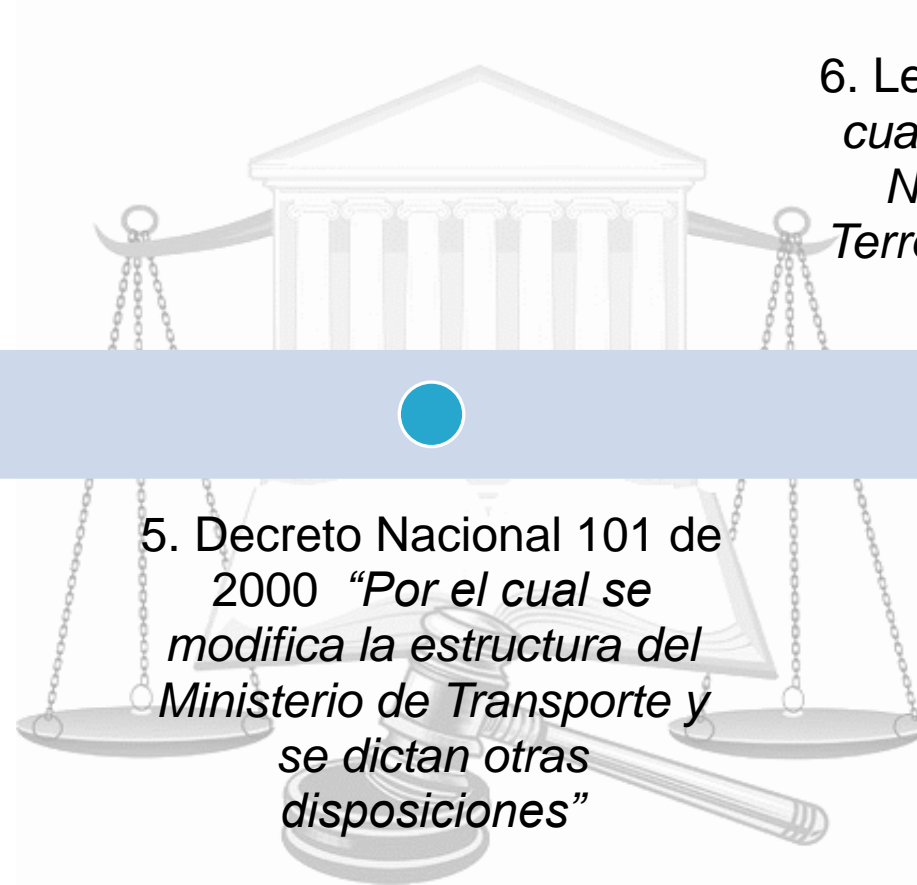 6. Le
cua
N
Terr
5. Decreto Nacional 101 de
2000 “Por el cual se
modifica la estructura del
Ministerio de Transporte y
se dictan otras
disposiciones”